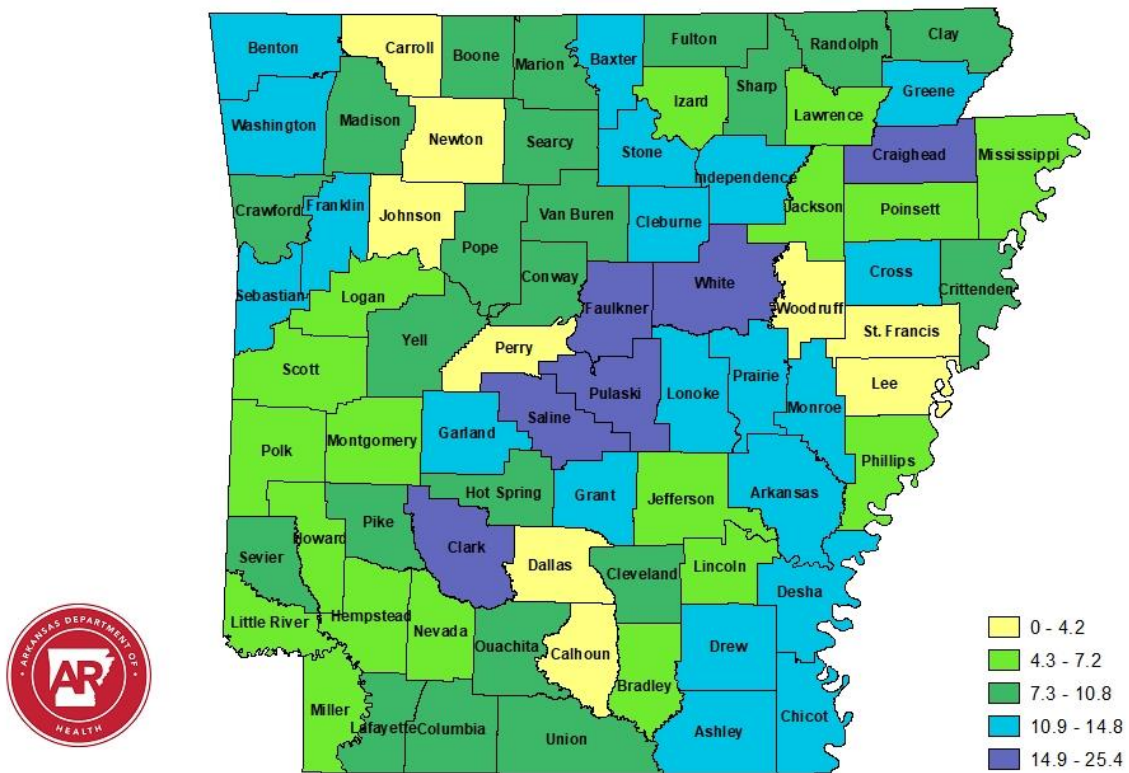 Benton
Carroll
Boone
Marion
Baxter
Fulton
Randolph
Clay
Izard
Sharp
Lawrence
Greene
Washington
Madison
Newton
Searcy
Stone
Independence
Craighead
Mississippi
Crawford
Franklin
Johnson
Pope
Van Buren
Cleburne
Jackson
Poinsett
Sebastian
Logan
Conway
Faulkner
White
Woodruff
Cross
Crittenden
Yell
Perry
St. Francis
Scott
Pulaski
Lonoke
Prairie
Monroe
Lee
Saline
Garland
Polk
Montgomery
Phillips
Hot Spring
Grant
Jefferson
Arkansas
Pike
Howard
Sevier
Clark
Dallas
Cleveland
Lincoln
Desha
Little River
Hempstead
Nevada
Ouachita
Calhoun
Bradley
Drew
Miller
Lafayette
Columbia
Union
Ashley
Chicot
ARKANSAS DEPARTMENT OF
AR
HEALTH
0 - 4.2
4.3 - 7.2
7.3 - 10.8
10.9 - 14.8
14.9 - 25.4